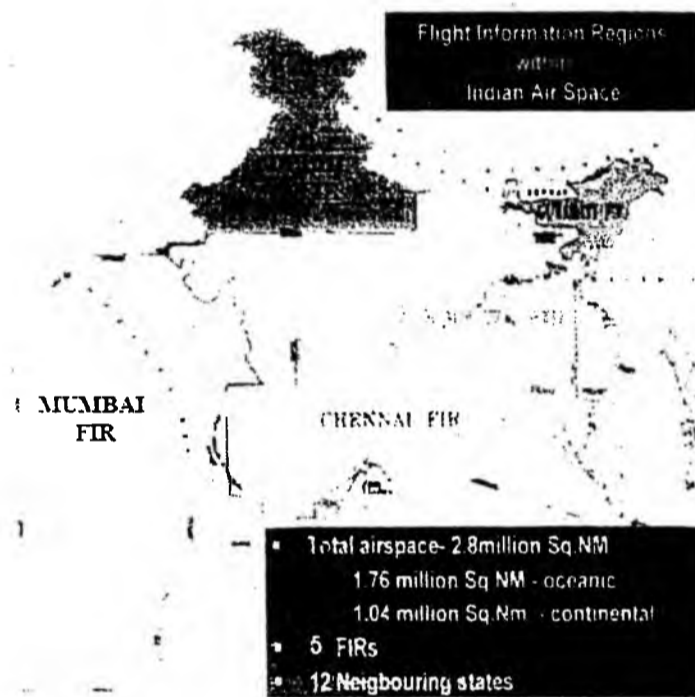 Flight Information Regions
within
Indian Air Space
MUMBAI
FIR
CHENNAI FIR
Total airspace- 2.8million Sq.NM
1.76 million Sq NM - oceanic
1.04 million Sq.Nm - continental
5 FIRs
12 Neigbouring states